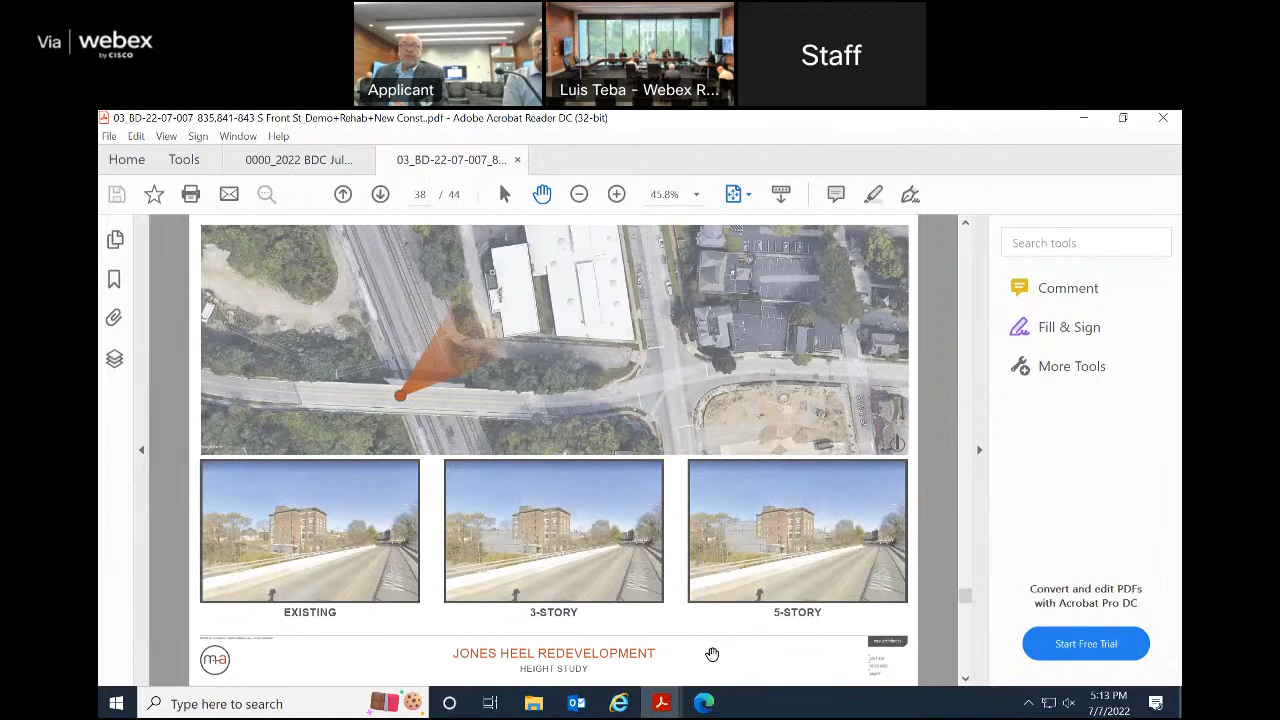 Via webex
by CISCO
Applicant
Luis Teba - Webex R...
Staff
03_BD-22-07-007_835,841-843 S Front St_Demo+Rehab+New Const..pdf - Adobe Acrobat Reader DC (32-bit)
File Edit View Sign Window Help
Home Tools 0000_2022 BDC Jul... 03_BD-22-07-007_8... ×
38 / 44 45.8%
Search tools
Comment
Fill & Sign
More Tools
EXISTING 3-STORY 5-STORY
Convert and edit PDFs
with Acrobat Pro DC
Start Free Trial
m+a architects
m+a
JONES HEEL REDEVELOPMENT
HEIGHT STUDY
Type here to search
5:13 PM
7/7/2022